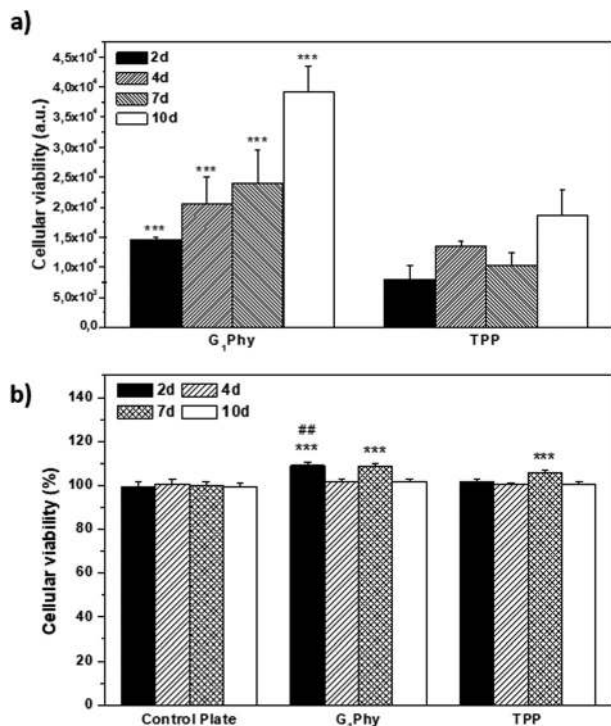 a)
2d
4d
7d
10d
4,5x10⁴
4,0x10⁴
3,5x10⁴
3,0x10⁴
2,5x10⁴
2,0x10⁴
1,5x10⁴
1,0x10⁴
5,0x10³
0,0
Cellular viability (a.u.)
***
***
***
***
G₁Phy
TPP
b)
2d 4d
7d 10d
140
120
100
80
60
40
20
0
Cellular viability (%)
##
*** ***
***
Control Plate G₁Phy TPP